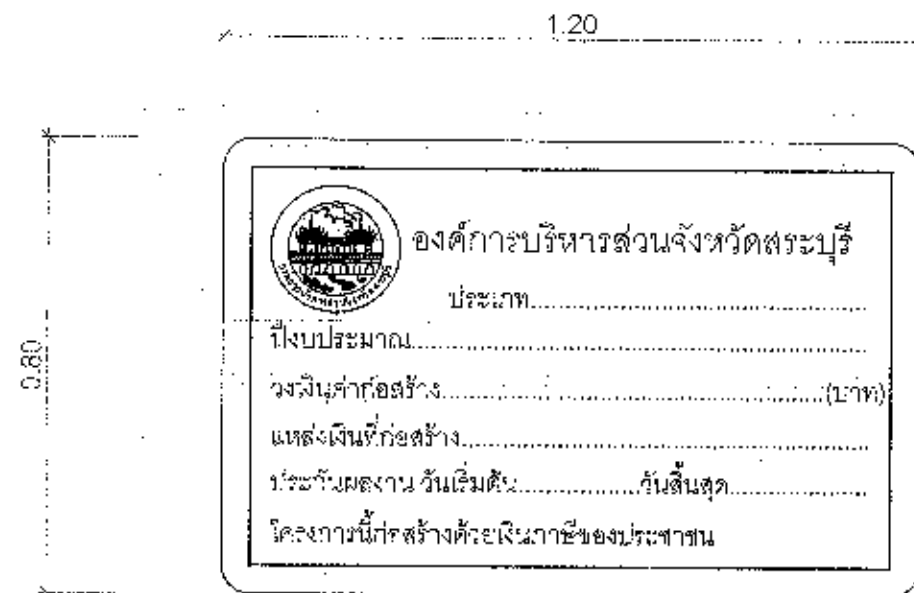 1.20
0.80
องค์การบริหารส่วนจังหวัดสระบุรี
ประเภท
ปีงบประมาณ
วงเงินค่าก่อสร้าง (บาท)
แหล่งเงินที่ก่อสร้าง
ประกันผลงาน วันเริ่มต้น วันสิ้นสุด
โครงการนี้ก่อสร้างด้วยเงินภาษีของประชาชน